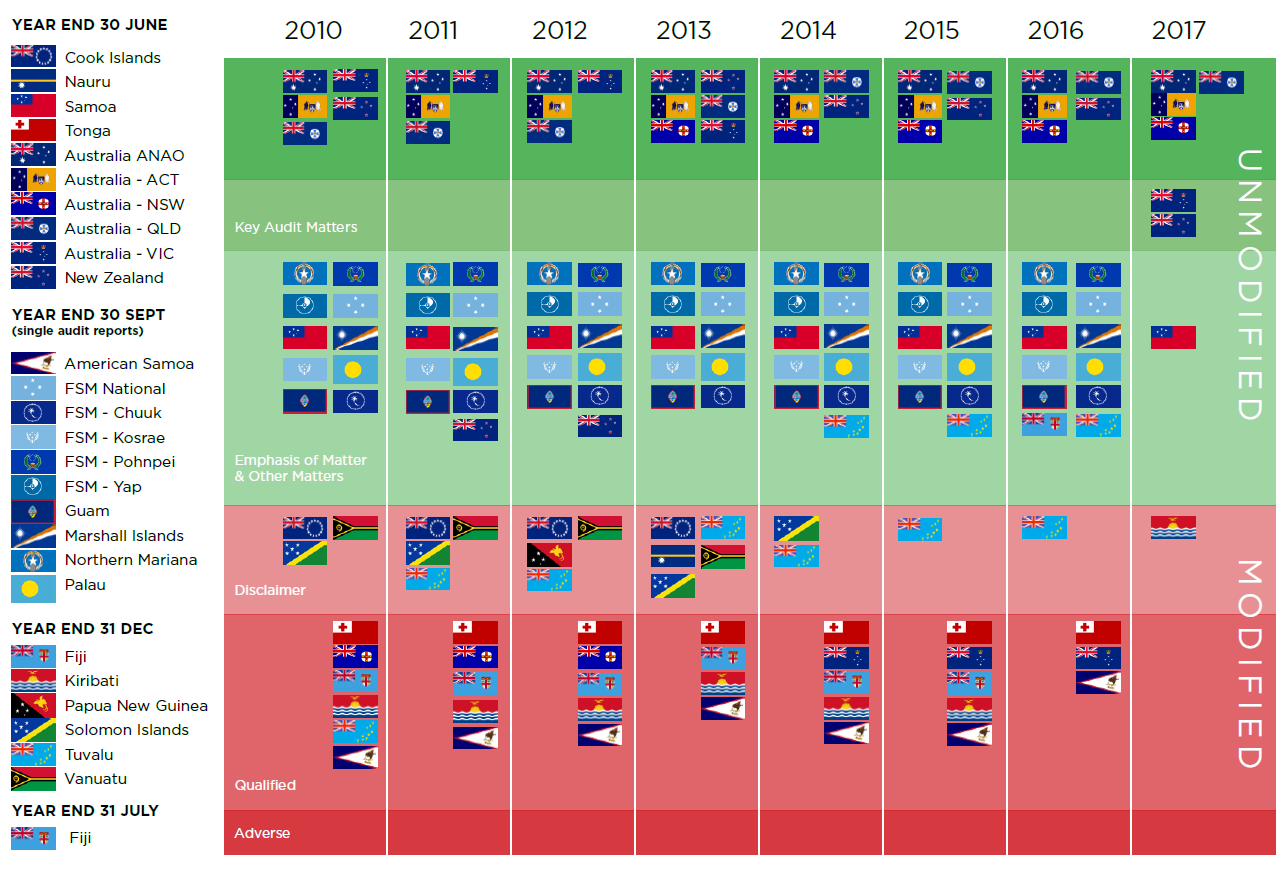 YEAR END 30 JUNE
Cook Islands
Nauru
Samoa
Tonga
Australia ANAO
Australia - ACT
Australia - NSW
Australia - QLD
Australia - VIC
New Zealand
YEAR END 30 SEPT
(single audit reports)
American Samoa
FSM National
FSM - Chuuk
FSM - Kosrae
FSM - Pohnpei
FSM - Yap
Guam
Marshall Islands
Northern Mariana
Palau
YEAR END 31 DEC
Fiji
Kiribati
Papua New Guinea
Solomon Islands
Tuvalu
Vanuatu
YEAR END 31 JULY
Fiji
2010 2011 2012 2013 2014 2015 2016 2017
Key Audit Matters
Emphasis of Matter
& Other Matters
Disclaimer
Qualified
Adverse
UNMODIFIED
MODIFIED